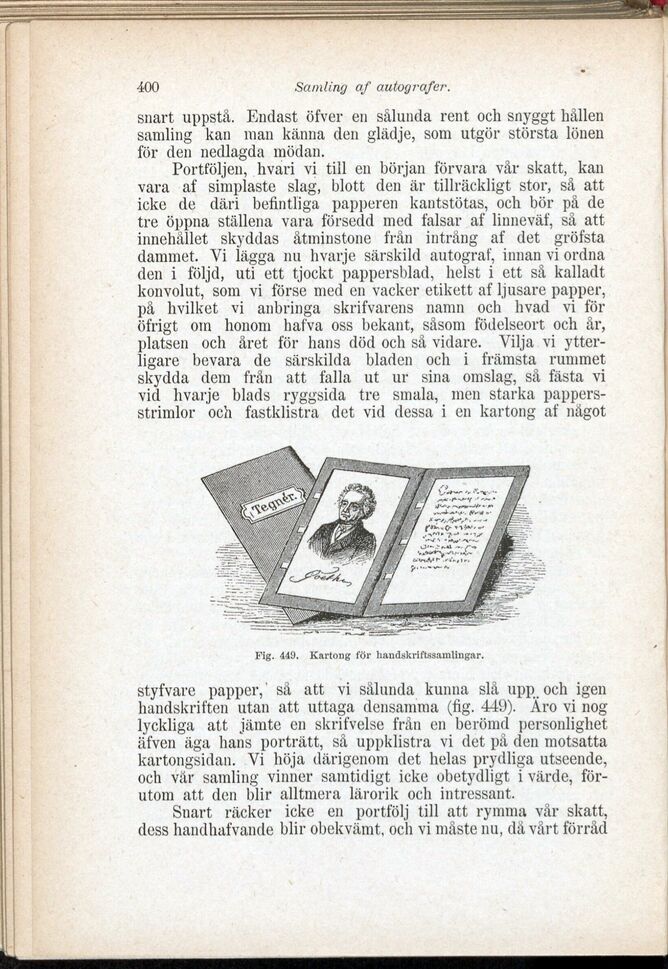 400
Samling af autografer.
snart uppstå. Endast öfver en sålunda rent och snyggt hållen
samling kan man känna den glädje, som utgör största lönen
för den nedlagda mödan.
Portföljen, hvari vi till en början förvara vår skatt, kan
vara af simplaste slag, blott den är tillräckligt stor, så att
icke de däri befintliga papperen kantstötas, och bör på de
tre öppna ställena vara försedd med falsar af linneväf, så att
innehållet skyddas åtminstone från intrång af det gröfsta
dammet. Vi lägga nu hvarje särskild autograf, innan vi ordna
den i följd, uti ett tjockt pappersblad, helst i ett så kalladt
konvolut, som vi förse med en vacker etikett af ljusare papper,
på hvilket vi anbringa skrifvarens namn och hvad vi för
öfrigt om honom hafva oss bekant, såsom födelseort och år,
platsen och året för hans död och så vidare. Vilja vi ytter-
ligare bevara de särskilda bladen och i främsta rummet
skydda dem från att falla ut ur sina omslag, så fästa vi
vid hvarje blads ryggsida tre smala, men starka pappers-
strimlor och fastklistra det vid dessa i en kartong af något
Tegnér.
Goethe
Fig. 449. Kartong för handskriftssamlingar.
styfvare papper, så att vi sålunda kunna slå upp och igen
handskriften utan att uttaga densamma (fig. 449). Äro vi nog
lyckliga att jämte en skrifvelse från en berömd personlighet
äfven äga hans porträtt, så uppklistra vi det på den motsatta
kartongsidan. Vi höja därigenom det helas prydliga utseende,
och vår samling vinner samtidigt icke obetydligt i värde, för-
utom att den blir alltmera lärorik och intressant.
Snart räcker icke en portfölj till att rymma vår skatt,
dess handhafvande blir obekvämt, och vi måste nu, då vårt förråd